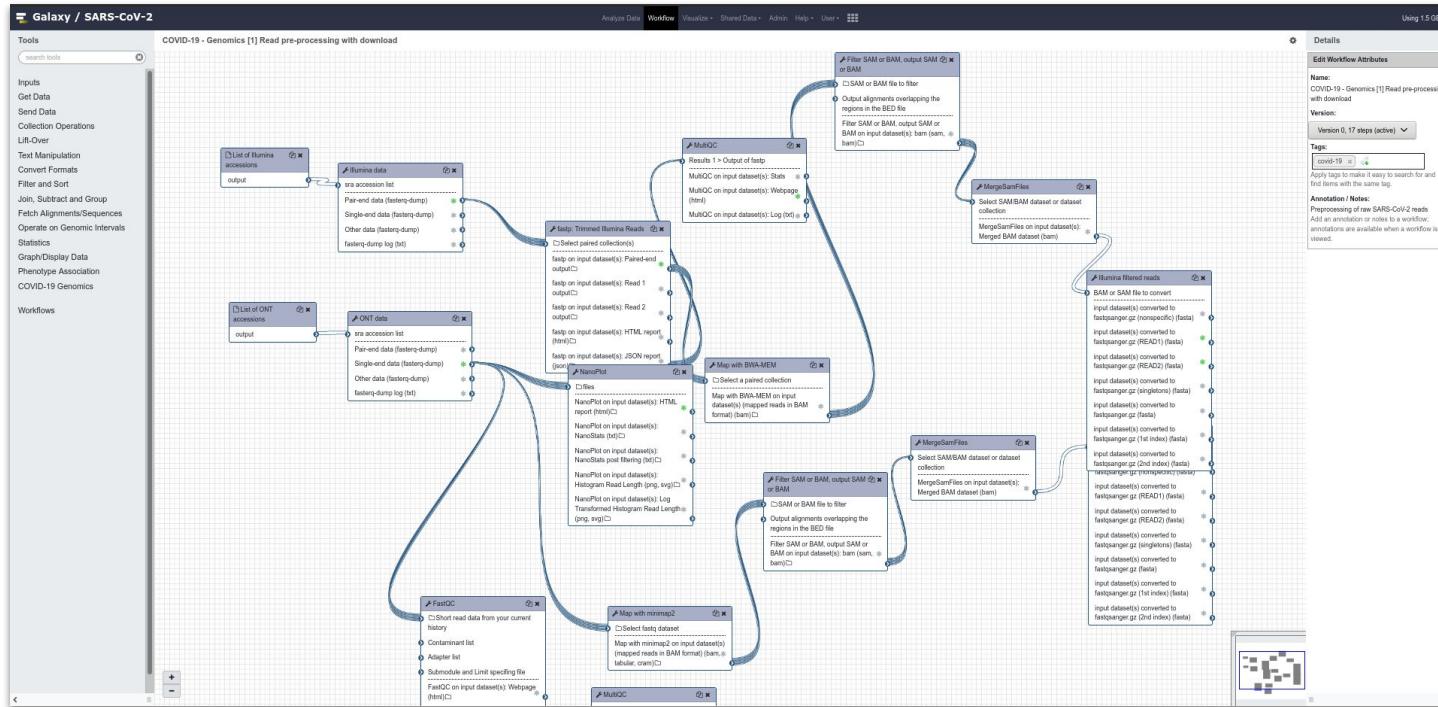 Galaxy / SARS-CoV-2
Analyze Data Workflow Visualize Shared Data Admin Help User
Using 1.5 GB
Tools
search tools
Inputs
Get Data
Send Data
Collection Operations
Lift-Over
Text Manipulation
Convert Formats
Filter and Sort
Join, Subtract and Group
Fetch Alignments/Sequences
Operate on Genomic Intervals
Statistics
Graph/Display Data
Phenotype Association
COVID-19 Genomics
Workflows
COVID-19 - Genomics [1] Read pre-processing with download
List of Illumina
accessions
output
Illumina data
sra accession list
Pair-end data (fasterq-dump)
Single-end data (fasterq-dump)
Other data (fasterq-dump)
fasterq-dump log (txt)
List of ONT
accessions
output
ONT data
sra accession list
Pair-end data (fasterq-dump)
Single-end data (fasterq-dump)
Other data (fasterq-dump)
fasterq-dump log (txt)
fastp: Trimmed Illumina Reads
Select paired collection(s)
fastp on input dataset(s): Paired-end
output
fastp on input dataset(s): Read 1
output
fastp on input dataset(s): Read 2
output
fastp on input dataset(s): HTML report
(html)
fastp on input dataset(s): JSON report
(json)
NanoPlot
files
NanoPlot on input dataset(s): HTML
report (html)
NanoPlot on input dataset(s):
NanoStats (txt)
NanoPlot on input dataset(s):
NanoStats post filtering (txt)
NanoPlot on input dataset(s):
Histogram Read Length (png, svg)
NanoPlot on input dataset(s): Log
Transformed Histogram Read Length
(png, svg)
MultiQC
Results 1 > Output of fastp
MultiQC on input dataset(s): Stats
MultiQC on input dataset(s): Webpage
(html)
MultiQC on input dataset(s): Log (txt)
Map with BWA-MEM
Select a paired collection
Map with BWA-MEM on input
dataset(s) (mapped reads in BAM
format) (bam)
Filter SAM or BAM, output SAM
or BAM
SAM or BAM file to filter
Output alignments overlapping the
regions in the BED file
Filter SAM or BAM, output SAM or
BAM on input dataset(s): bam (sam,
bam)
MergeSamFiles
Select SAM/BAM dataset or dataset
collection
MergeSamFiles on input dataset(s):
Merged BAM dataset (bam)
Illumina filtered reads
BAM or SAM file to convert
input dataset(s) converted to
fastqsanger.gz (nonspecific) (fasta)
input dataset(s) converted to
fastqsanger.gz (READ1) (fasta)
input dataset(s) converted to
fastqsanger.gz (READ2) (fasta)
input dataset(s) converted to
fastqsanger.gz (singletons) (fasta)
input dataset(s) converted to
fastqsanger.gz (fasta)
input dataset(s) converted to
fastqsanger.gz (1st index) (fasta)
input dataset(s) converted to
fastqsanger.gz (2nd index) (fasta)
fastqsanger.gz (nonspecific) (fasta)
input dataset(s) converted to
fastqsanger.gz (READ1) (fasta)
input dataset(s) converted to
fastqsanger.gz (READ2) (fasta)
input dataset(s) converted to
fastqsanger.gz (singletons) (fasta)
input dataset(s) converted to
fastqsanger.gz (fasta)
input dataset(s) converted to
fastqsanger.gz (1st index) (fasta)
input dataset(s) converted to
fastqsanger.gz (2nd index) (fasta)
MergeSamFiles
Select SAM/BAM dataset or dataset
collection
MergeSamFiles on input dataset(s):
Merged BAM dataset (bam)
Filter SAM or BAM, output SAM
or BAM
SAM or BAM file to filter
Output alignments overlapping the
regions in the BED file
Filter SAM or BAM, output SAM or
BAM on input dataset(s): bam (sam,
bam)
FastQC
Short read data from your current
history
Contaminant list
Adapter list
Submodule and Limit specifing file
FastQC on input dataset(s): Webpage
(html)
Map with minimap2
Select fastq dataset
Map with minimap2 on input dataset(s)
(mapped reads in BAM format) (bam,
tabular, cram)
MultiQC
Details
Edit Workflow Attributes
Name:
COVID-19 - Genomics [1] Read pre-processi
with download
Version:
Version 0, 17 steps (active)
Tags:
covid-19
Apply tags to make it easy to search for and
find items with the same tag.
Annotation / Notes:
Preprocessing of raw SARS-CoV-2 reads
Add an annotation or notes to a workflow;
annotations are available when a workflow is
viewed.